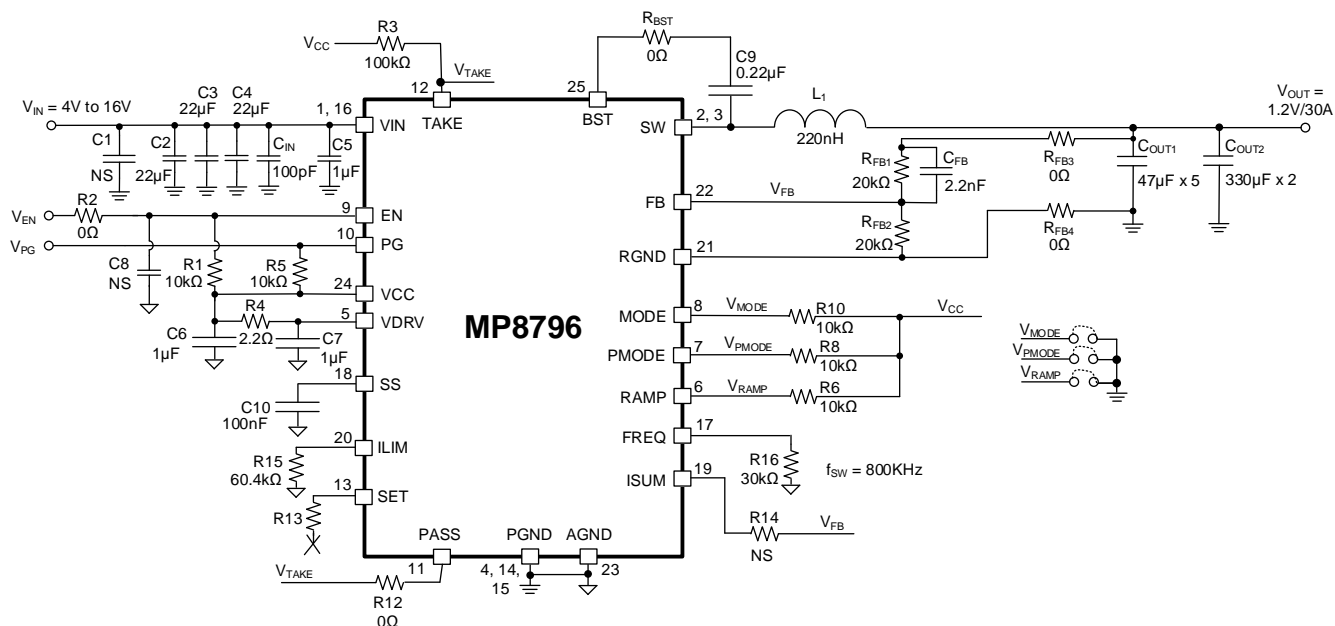 R3
VCC
100kΩ
VTAKE
12
TAKE
RBST
0Ω
C9
0.22µF
25
BST
VIN = 4V to 16V
C1
NS
C2
22µF
C3
22µF
C4
22µF
CIN
100pF
C5
1µF
1, 16
VIN
2, 3
SW
L1
220nH
VOUT =
1.2V/30A
RFB1
20kΩ
CFB
2.2nF
RFB3
0Ω
COUT1
47µF x 5
COUT2
330µF x 2
VEN
R2
0Ω
9
EN
22
FB
VFB
RFB2
20kΩ
RFB4
0Ω
VPG
10
PG
21
RGND
C8
NS
R1
10kΩ
R5
10kΩ
24
VCC
R4
2.2Ω
5
VDRV
C6
1µF
C7
1µF
MP8796
8
MODE
VMODE
R10
10kΩ
VCC
7
PMODE
VPMODE
R8
10kΩ
6
RAMP
VRAMP
R6
10kΩ
VMODE
VPMODE
VRAMP
18
SS
C10
100nF
17
FREQ
R16
30kΩ
fSW = 800KHz
20
ILIM
R15
60.4kΩ
19
ISUM
R14
NS
VFB
13
SET
R13
PASS
11
VTAKE
R12
0Ω
PGND
4, 14,
15
AGND
23